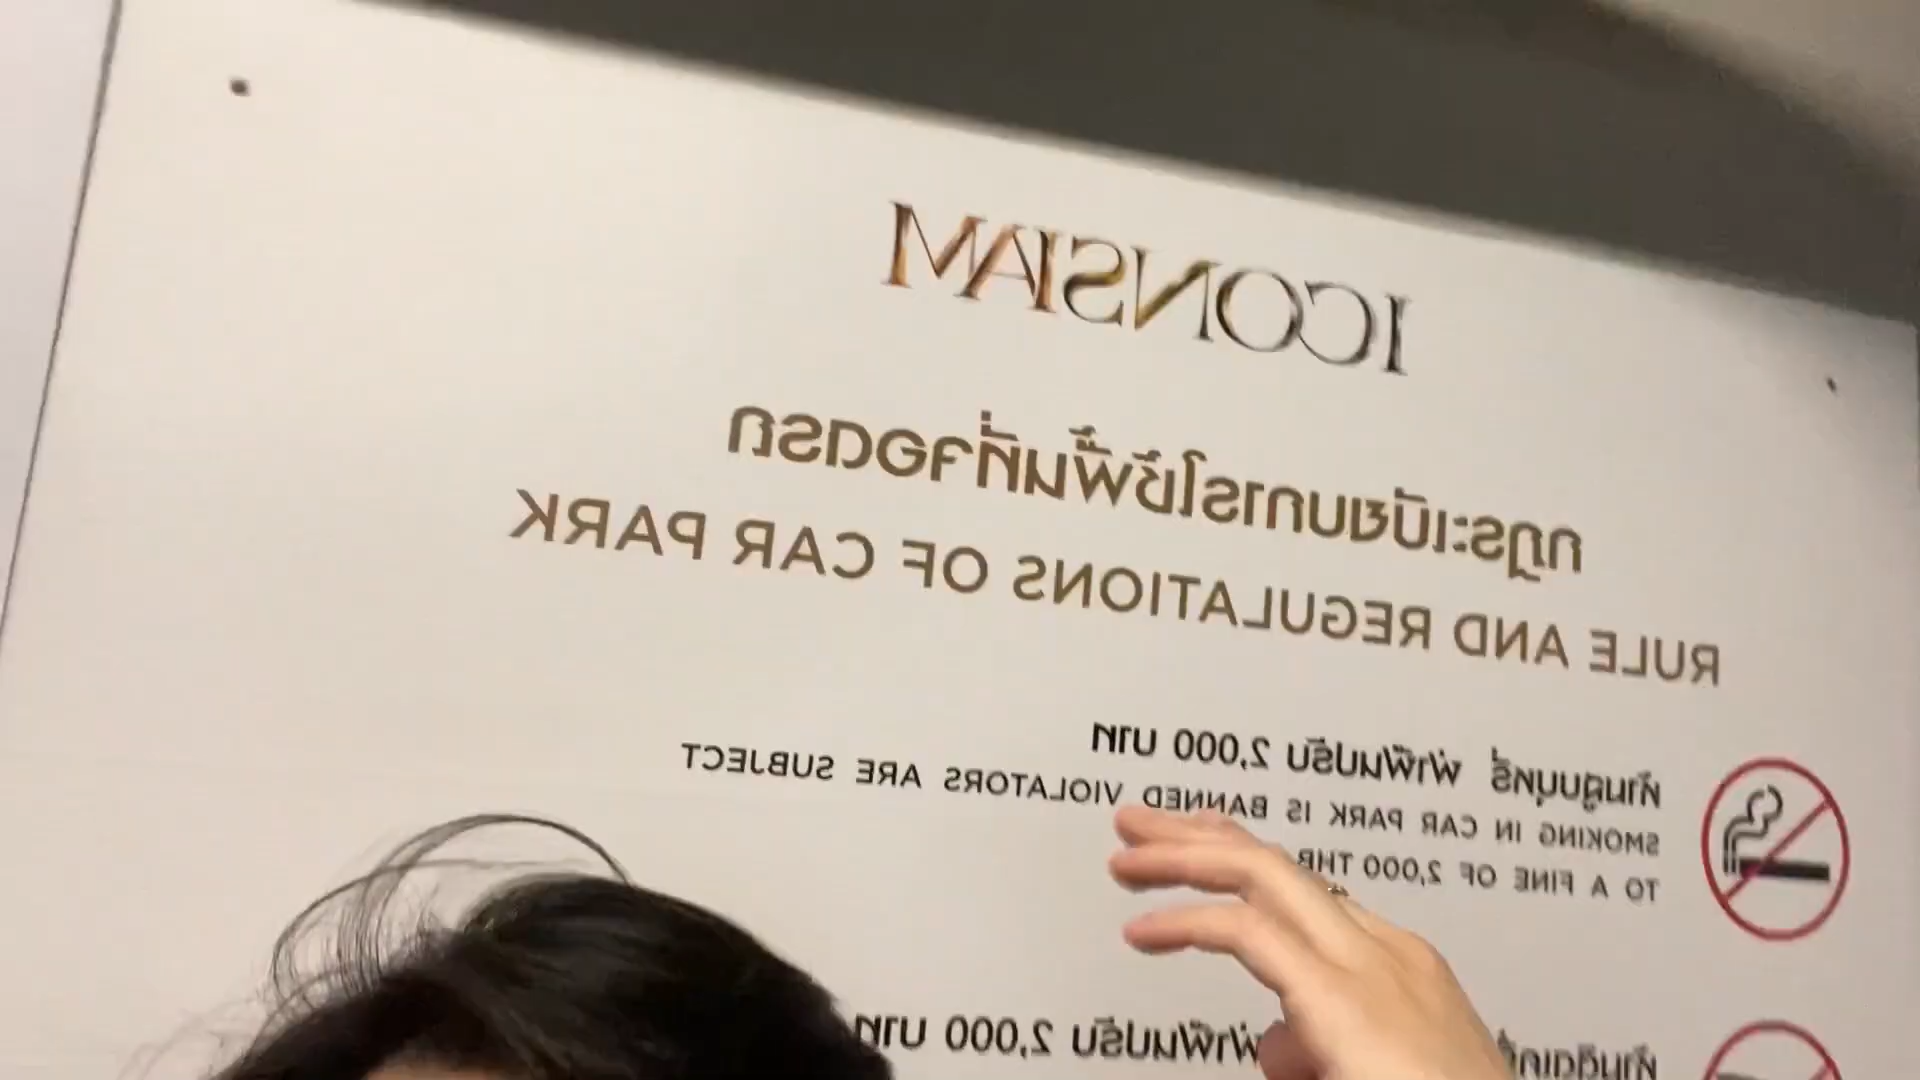 ICONSIAM
กฎระเบียบการใช้พื้นที่จอดรถ
RULE AND REGULATIONS OF CAR PARK
ห้ามสูบบุหรี่ ฝ่าฝืนปรับ 2,000 บาท
SMOKING IN CAR PARK IS BANNED VIOLATORS ARE SUBJECT
TO A FINE OF 2,000 THB
ฝ่าฝืนปรับ 2,000 บาท